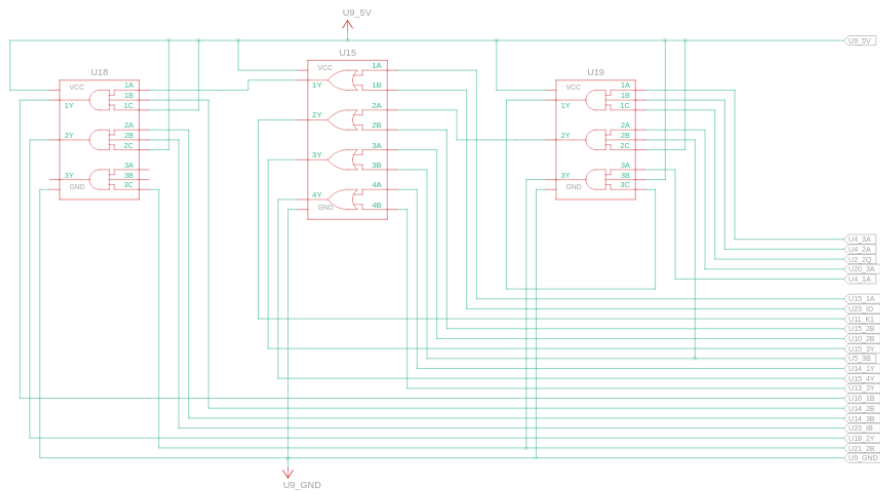 U9_5V
U9_5V
U15
U18
U19
VCC
1A
1B
1Y
1C
2A
2Y
2B
2C
3A
3Y
3B
GND
3C
VCC
1A
1Y
1B
2A
2Y
2B
3A
3Y
3B
4A
4Y
GND
4B
VCC
1A
1B
1Y
1C
2A
2Y
2B
2C
3A
3Y
3B
GND
3C
U4_3A
U4_2A
U2_2Q
U20_3A
U4_1A
U15_1A
U23_ID
U11_K1
U15_2B
U10_2B
U15_3Y
U5_3B
U14_1Y
U15_4Y
U13_3Y
U16_1B
U14_2B
U14_3B
U23_IB
U18_2Y
U21_2B
U9_GND
U9_GND